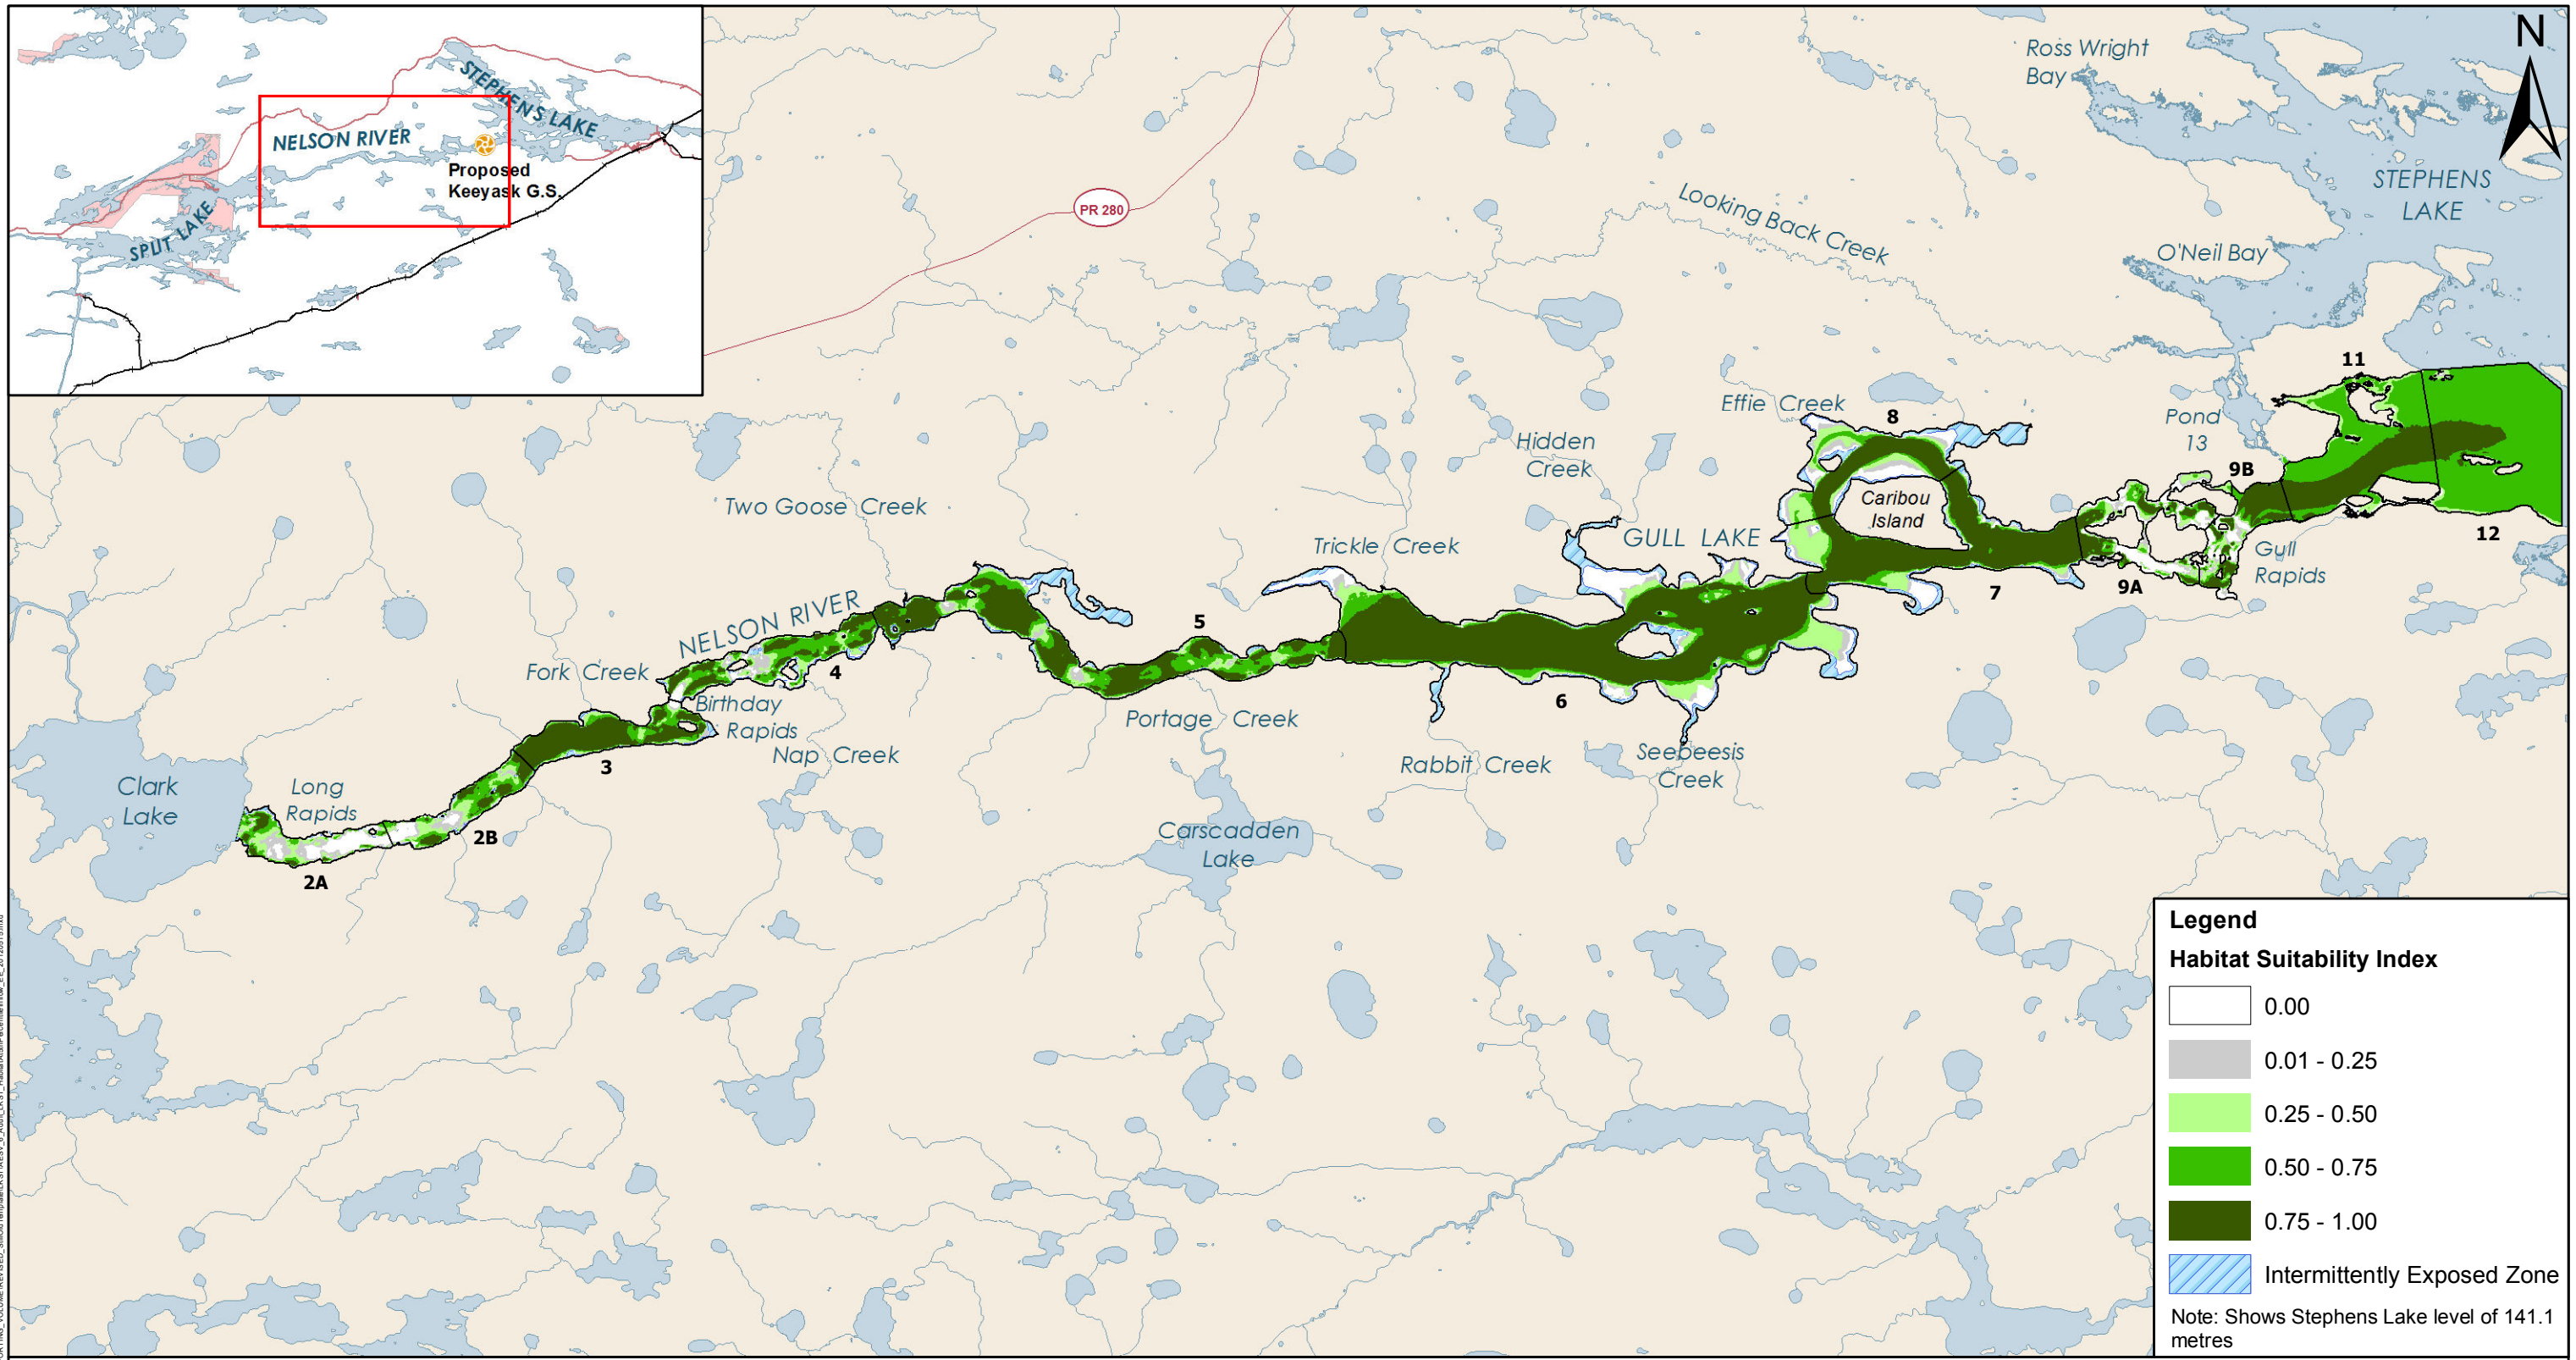 STEPHENS LAKE
NELSON RIVER
Proposed
Keeyask G.S.
SPLIT LAKE
N
Ross Wright
Bay
STEPHENS
LAKE
PR 280
Looking Back Creek
O'Neil Bay
11
Effie Creek
8
Pond
13
9B
Hidden
Creek
Caribou
Island
Two Goose Creek
12
GULL LAKE
Trickle Creek
Gull
Rapids
7
9A
NELSON RIVER
5
Fork Creek
4
Birthday
Rapids
6
Portage Creek
Nap Creek
3
Rabbit Creek
Seebeesis
Creek
Clark
Lake
Long
Rapids
2B
Carscadden
Lake
2A
Legend
Habitat Suitability Index
0.00
0.01 - 0.25
0.25 - 0.50
0.50 - 0.75
0.75 - 1.00
Intermittently Exposed Zone
Note: Shows Stephens Lake level of 141.1
metres